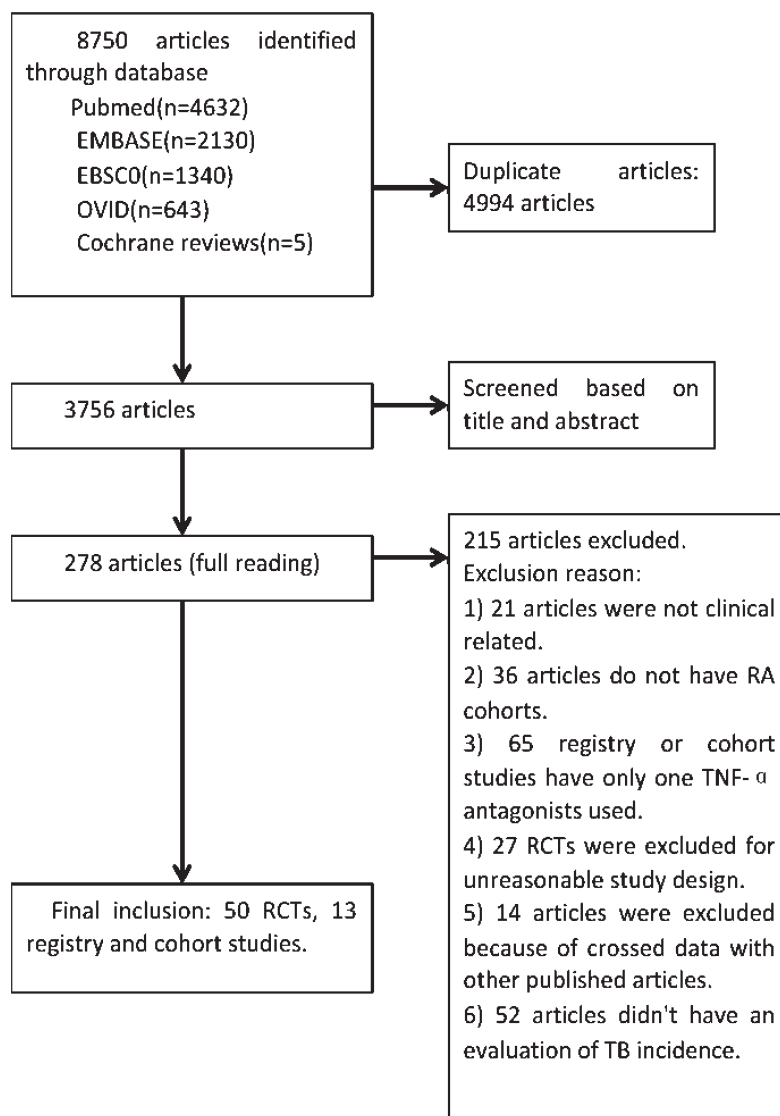 8750 articles identified
through database
Pubmed(n=4632)
EMBASE(n=2130)
EBSC0(n=1340)
OVID(n=643)
Cochrane reviews(n=5)
Duplicate articles:
4994 articles
3756 articles
Screened based on
title and abstract
278 articles (full reading)
215 articles excluded.
Exclusion reason:
1) 21 articles were not clinical
related.
2) 36 articles do not have RA
cohorts.
3) 65 registry or cohort
studies have only one TNF-α
antagonists used.
4) 27 RCTs were excluded for
unreasonable study design.
5) 14 articles were excluded
because of crossed data with
other published articles.
6) 52 articles didn't have an
evaluation of TB incidence.
Final inclusion: 50 RCTs, 13
registry and cohort studies.